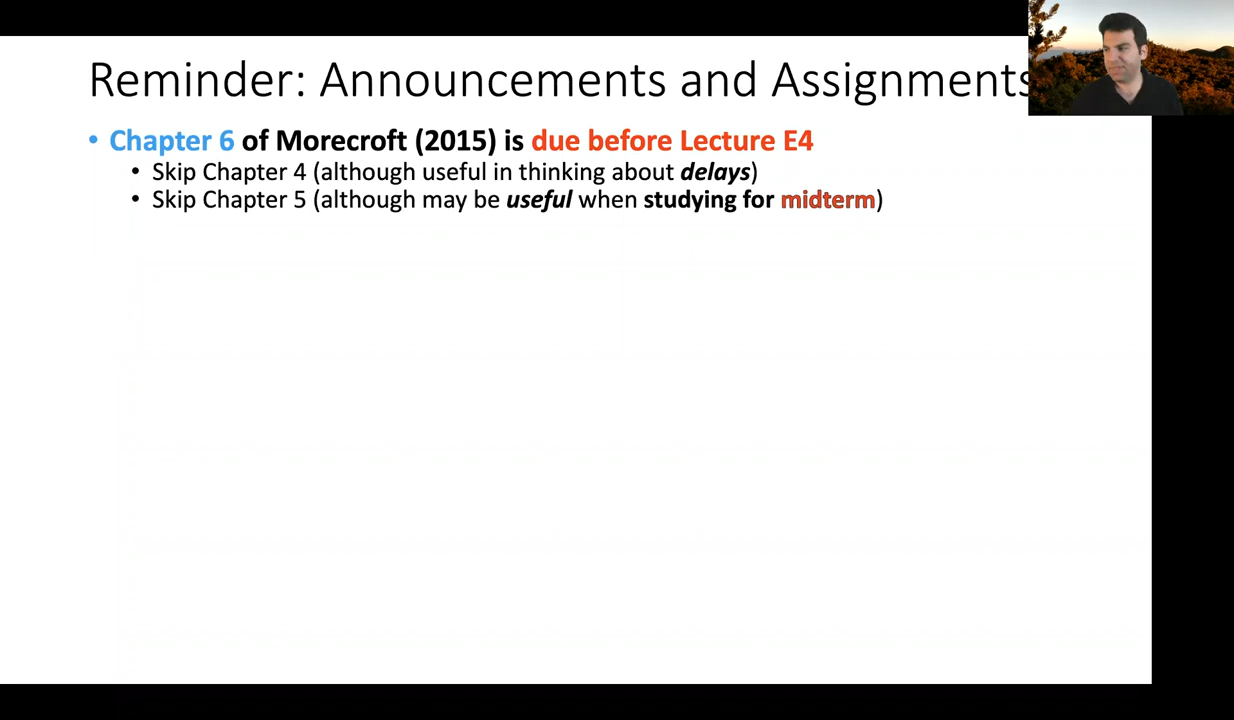 Reminder: Announcements and Assignments
• Chapter 6 of Morecroft (2015) is due before Lecture E4
• Skip Chapter 4 (although useful in thinking about delays)
• Skip Chapter 5 (although may be useful when studying for midterm)